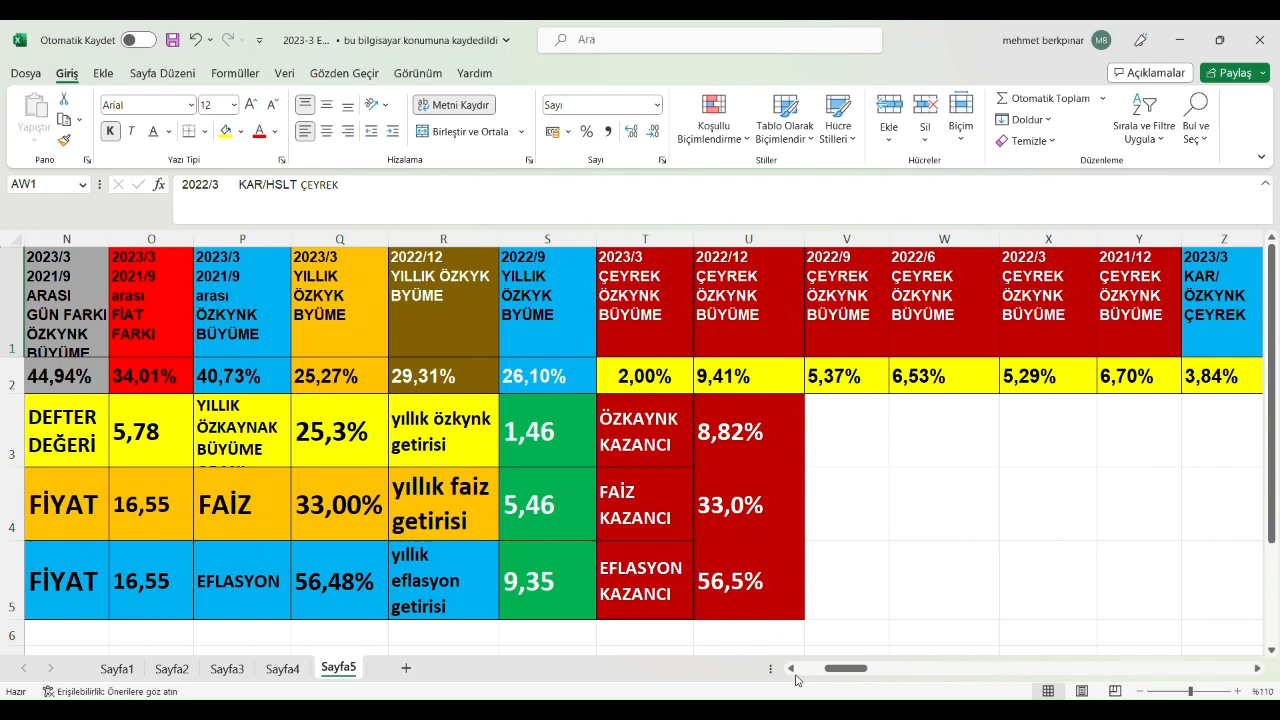 Otomatik Kaydet
2023-3 E... • bu bilgisayar konumuna kaydedildi
Ara
mehmet berkpınar
MB
Dosya Giriş Ekle Sayfa Düzeni Formüller Veri Gözden Geçir Görünüm Yardım
Açıklamalar
Paylaş
Yapıştır
Pano
Arial
12
K T A
A
Yazı Tipi
Metni Kaydır
Birleştir ve Ortala
Hizalama
Sayı
%
Sayı
Koşullu
Biçimlendirme
Tablo Olarak
Biçimlendir
Hücre
Stilleri
Stiller
Ekle
Sil
Biçim
Hücreler
Otomatik Toplam
Doldur
Temizle
Sırala ve Filtre
Uygula
Bul ve
Seç
Düzenleme
AW1
fx
2022/3 KAR/HSLT ÇEYREK
N O P Q R S T U V W X Y Z
1
2023/3
2021/9
ARASI
GÜN FARKI
ÖZKYNK
BÜYÜME
2023/3
2021/9
arası
FİAT
FARKI
2023/3
2021/9
arası
ÖZKYNK
BÜYÜME
2023/3
YILLIK
ÖZKYK
BYÜME
2022/12
YILLIK ÖZKYK
BYÜME
2022/9
YILLIK
ÖZKYK
BYÜME
2023/3
ÇEYREK
ÖZKYNK
BÜYÜME
2022/12
ÇEYREK
ÖZKYNK
BÜYÜME
2022/9
ÇEYREK
ÖZKYNK
BÜYÜME
2022/6
ÇEYREK
ÖZKYNK
BÜYÜME
2022/3
ÇEYREK
ÖZKYNK
BÜYÜME
2021/12
ÇEYREK
ÖZKYNK
BÜYÜME
2023/3
KAR/
ÖZKYNK
ÇEYREK
2 44,94% 34,01% 40,73% 25,27% 29,31% 26,10% 2,00% 9,41% 5,37% 6,53% 5,29% 6,70% 3,84%
3
DEFTER
DEĞERİ
5,78
YILLIK
ÖZKAYNAK
BÜYÜME
25,3%
yıllık özkynk
getirisi
1,46
ÖZKAYNK
KAZANCI
8,82%
4
FİYAT
16,55
FAİZ
33,00%
yıllık faiz
getirisi
5,46
FAİZ
KAZANCI
33,0%
5
FİYAT
16,55
EFLASYON
56,48%
yıllık
eflasyon
getirisi
9,35
EFLASYON
KAZANCI
56,5%
6
Sayfa1 Sayfa2 Sayfa3 Sayfa4 Sayfa5
Hazır
Erişilebilirlik: Önerilere göz atın
%110